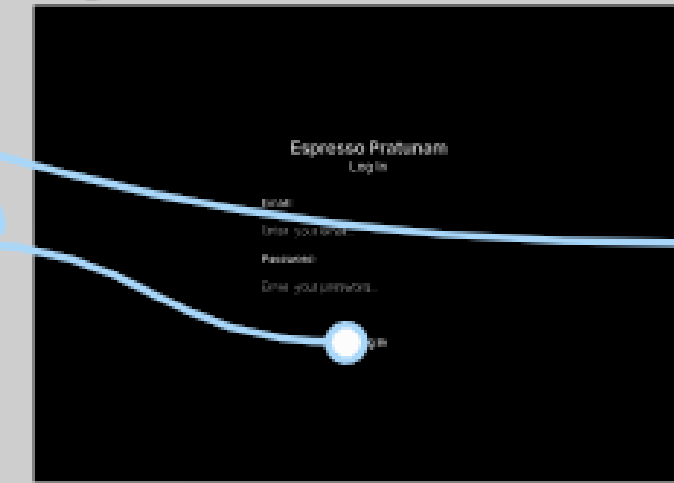 Espresso Pratunam
Log In
Email
Enter your email...
Password
Enter your password...